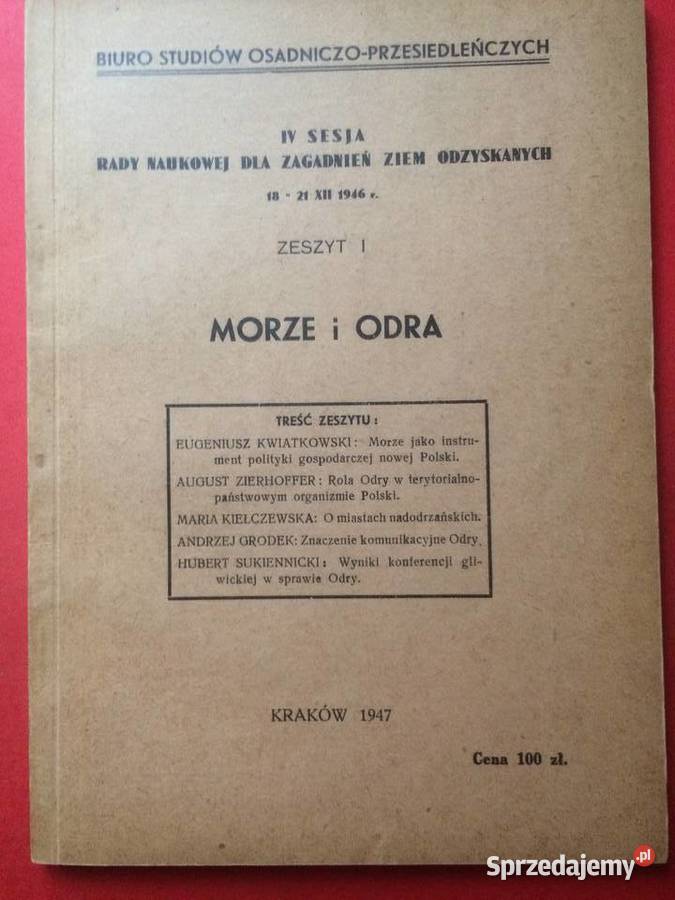 BIURO STUDIÓW OSADNICZO-PRZESIEDLEŃCZYCH
IV SESJA
RADY NAUKOWEJ DLA ZAGADNIEŃ ZIEM ODZYSKANYCH
18 - 21 XII 1946 r.
ZESZYT I
MORZE i ODRA
TREŚĆ ZESZYTU:
EUGENIUSZ KWIATKOWSKI: Morze jako instru-
ment polityki gospodarczej nowej Polski.
AUGUST ZIERHOFFER: Rola Odry w terytorialno-
państwowym organizmie Polski.
MARIA KIEŁCZEWSKA: O miastach nadodrzańskich.
ANDRZEJ GRODEK: Znaczenie komunikacyjne Odry.
HUBERT SUKIENNICKI: Wyniki konferencji gli-
wickiej w sprawie Odry.
KRAKÓW 1947
Cena 100 zł.
Sprzedajemy.pl